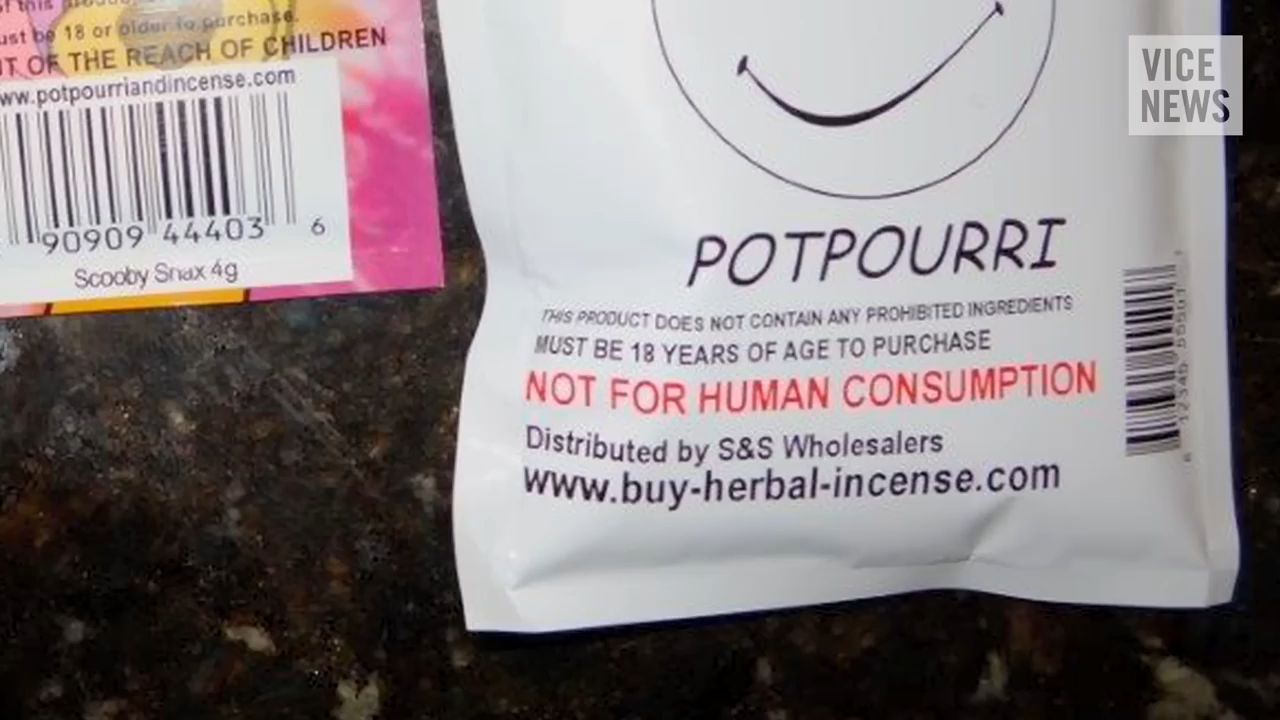 must be 18 or older to purchase.
OF THE REACH OF CHILDREN
www.potpourriandincense.com
90909 44403 6
Scooby Snax 4g
POTPOURRI
THIS PRODUCT DOES NOT CONTAIN ANY PROHIBITED INGREDIENTS
MUST BE 18 YEARS OF AGE TO PURCHASE
NOT FOR HUMAN CONSUMPTION
Distributed by S&S Wholesalers
www.buy-herbal-incense.com
VICE
NEWS